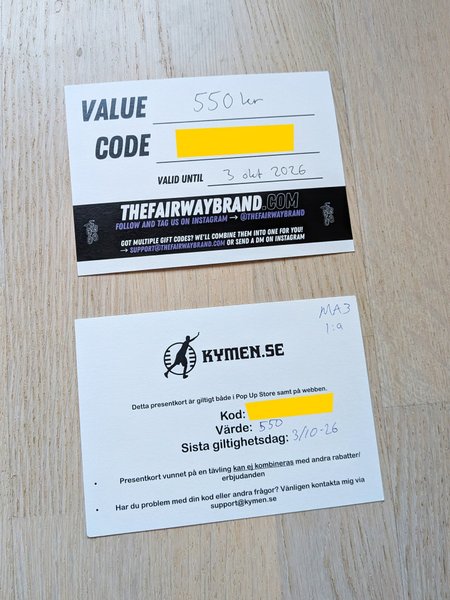 VALUE 550 kr
CODE
VALID UNTIL 3 okt 2026
THEFAIRWAYBRAND.COM
FOLLOW AND TAG US ON INSTAGRAM → @THEFAIRWAYBRAND
GOT MULTIPLE GIFT CODES? WE'LL COMBINE THEM INTO ONE FOR YOU!
→ SUPPORT@THEFAIRWAYBRAND.COM OR SEND A DM ON INSTAGRAM
MA3
1:a
KYMEN.SE
Detta presentkort är giltigt både i Pop Up Store samt på webben.
Kod:
Värde: 550
Sista giltighetsdag: 3/10-26
• Presentkort vunnet på en tävling kan ej kombineras med andra rabatter/
erbjudanden
• Har du problem med din kod eller andra frågor? Vänligen kontakta mig via
support@kymen.se